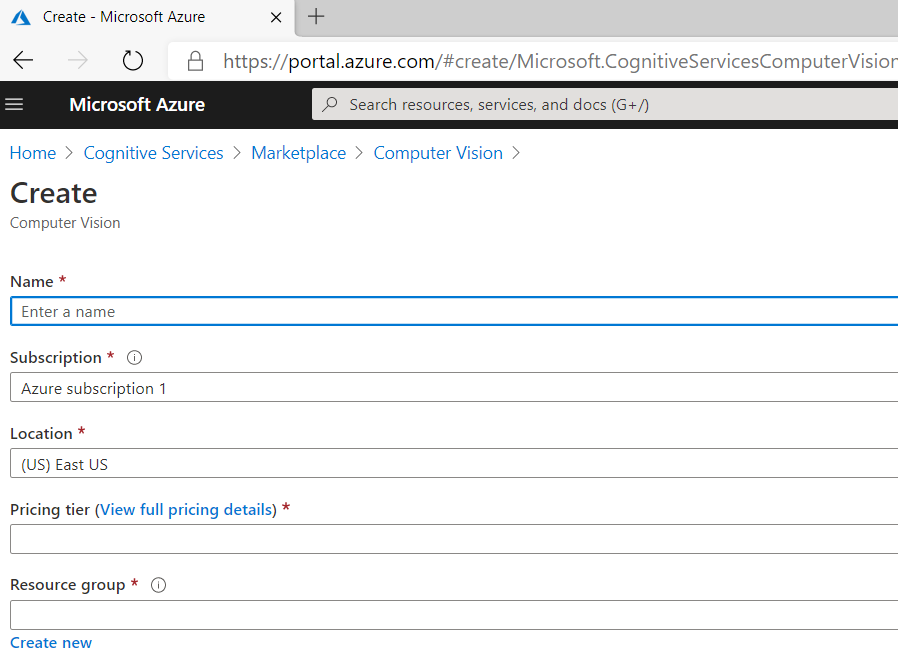 Create - Microsoft Azure
https://portal.azure.com/#create/Microsoft.CognitiveServicesComputerVision
Microsoft Azure
Search resources, services, and docs (G+/)
Home > Cognitive Services > Marketplace > Computer Vision >
Create
Computer Vision
Name *
Enter a name
Subscription *
Azure subscription 1
Location *
(US) East US
Pricing tier (View full pricing details) *
Resource group *
Create new